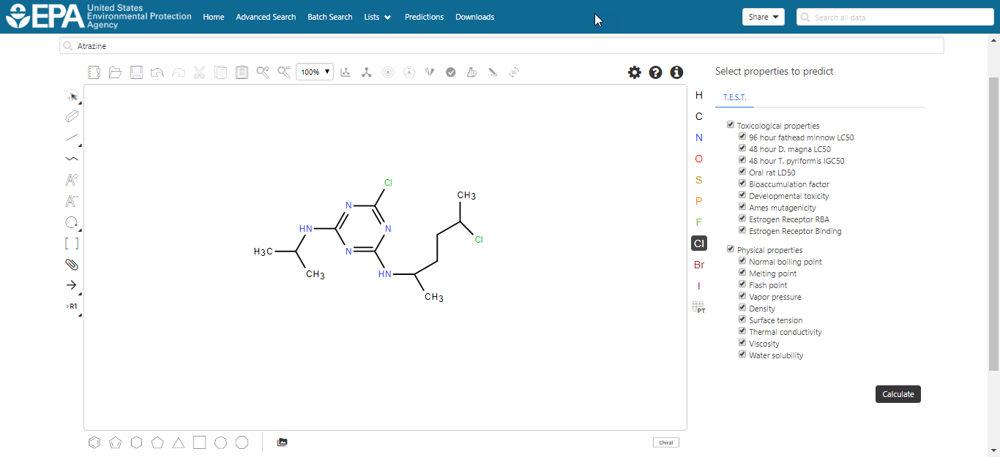 EPA
United States
Environmental Protection
Agency
Home Advanced Search Batch Search Lists Predictions Downloads
Share
Search all data
Atrazine
100%
H
C
N
O
S
P
F
Cl
Br
I
PT
R1
Cl
N
N
N
HN
H3C
CH3
HN
CH3
CH3
Cl
Select properties to predict
T.E.S.T.
Toxicological properties
96 hour fathead minnow LC50
48 hour D. magna LC50
48 hour T. pyriformis IGC50
Oral rat LD50
Bioaccumulation factor
Developmental toxicity
Ames mutagenicity
Estrogen Receptor RBA
Estrogen Receptor Binding
Physical properties
Normal boiling point
Melting point
Flash point
Vapor pressure
Density
Surface tension
Thermal conductivity
Viscosity
Water solubility
Calculate
Chiral